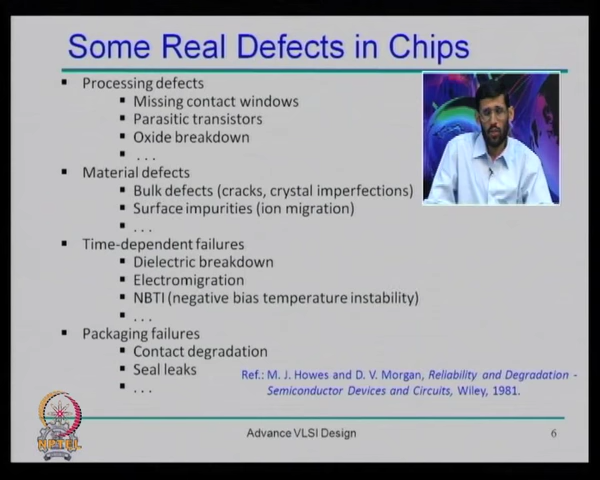 Some Real Defects in Chips
Processing defects
Missing contact windows
Parasitic transistors
Oxide breakdown
. . .
Material defects
Bulk defects (cracks, crystal imperfections)
Surface impurities (ion migration)
. . .
Time-dependent failures
Dielectric breakdown
Electromigration
NBTI (negative bias temperature instability)
. . .
Packaging failures
Contact degradation
Seal leaks
. . .
Ref.: M. J. Howes and D. V. Morgan, Reliability and Degradation -
Semiconductor Devices and Circuits, Wiley, 1981.
NPTEL
Advance VLSI Design
6